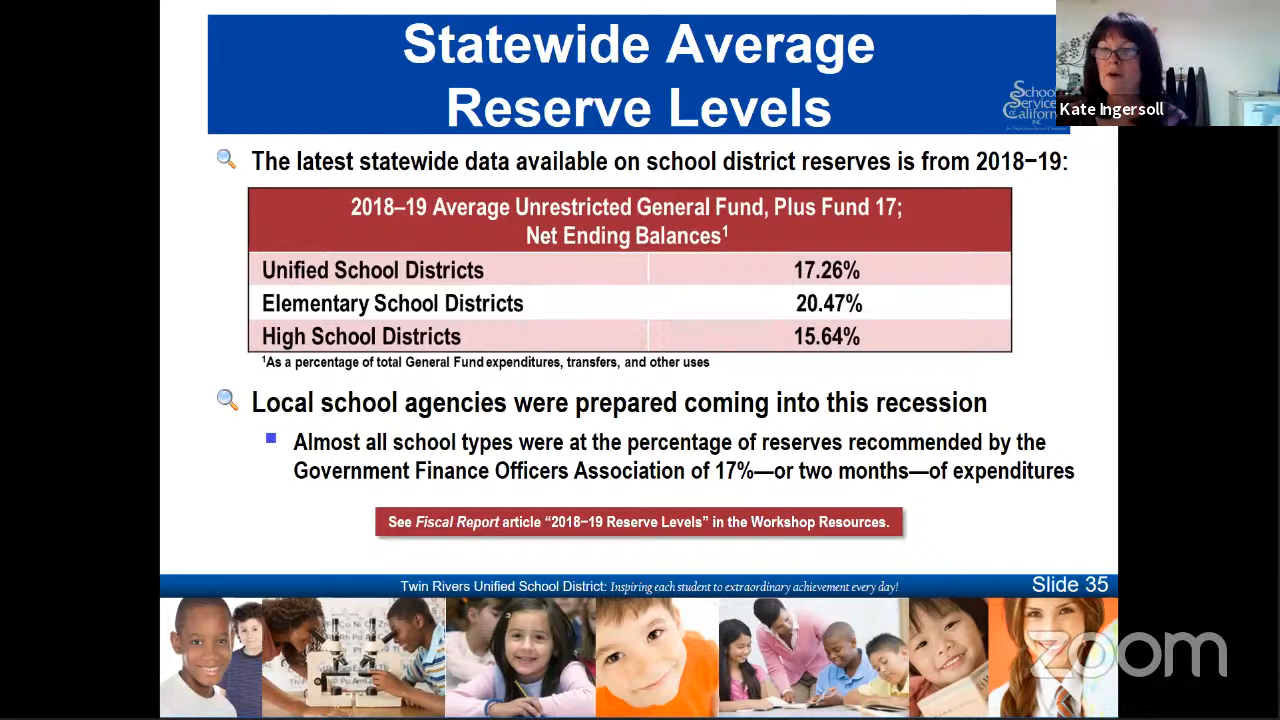 Statewide Average
Reserve Levels
School
Services
of California
INC.
Kate Ingersoll
The latest statewide data available on school district reserves is from 2018−19:
2018–19 Average Unrestricted General Fund, Plus Fund 17;
Net Ending Balances¹
Unified School Districts 17.26%
Elementary School Districts 20.47%
High School Districts 15.64%
¹As a percentage of total General Fund expenditures, transfers, and other uses
Local school agencies were prepared coming into this recession
Almost all school types were at the percentage of reserves recommended by the
Government Finance Officers Association of 17%—or two months—of expenditures
See Fiscal Report article “2018−19 Reserve Levels” in the Workshop Resources.
Twin Rivers Unified School District: Inspiring each student to extraordinary achievement every day!
Slide 35
zoom